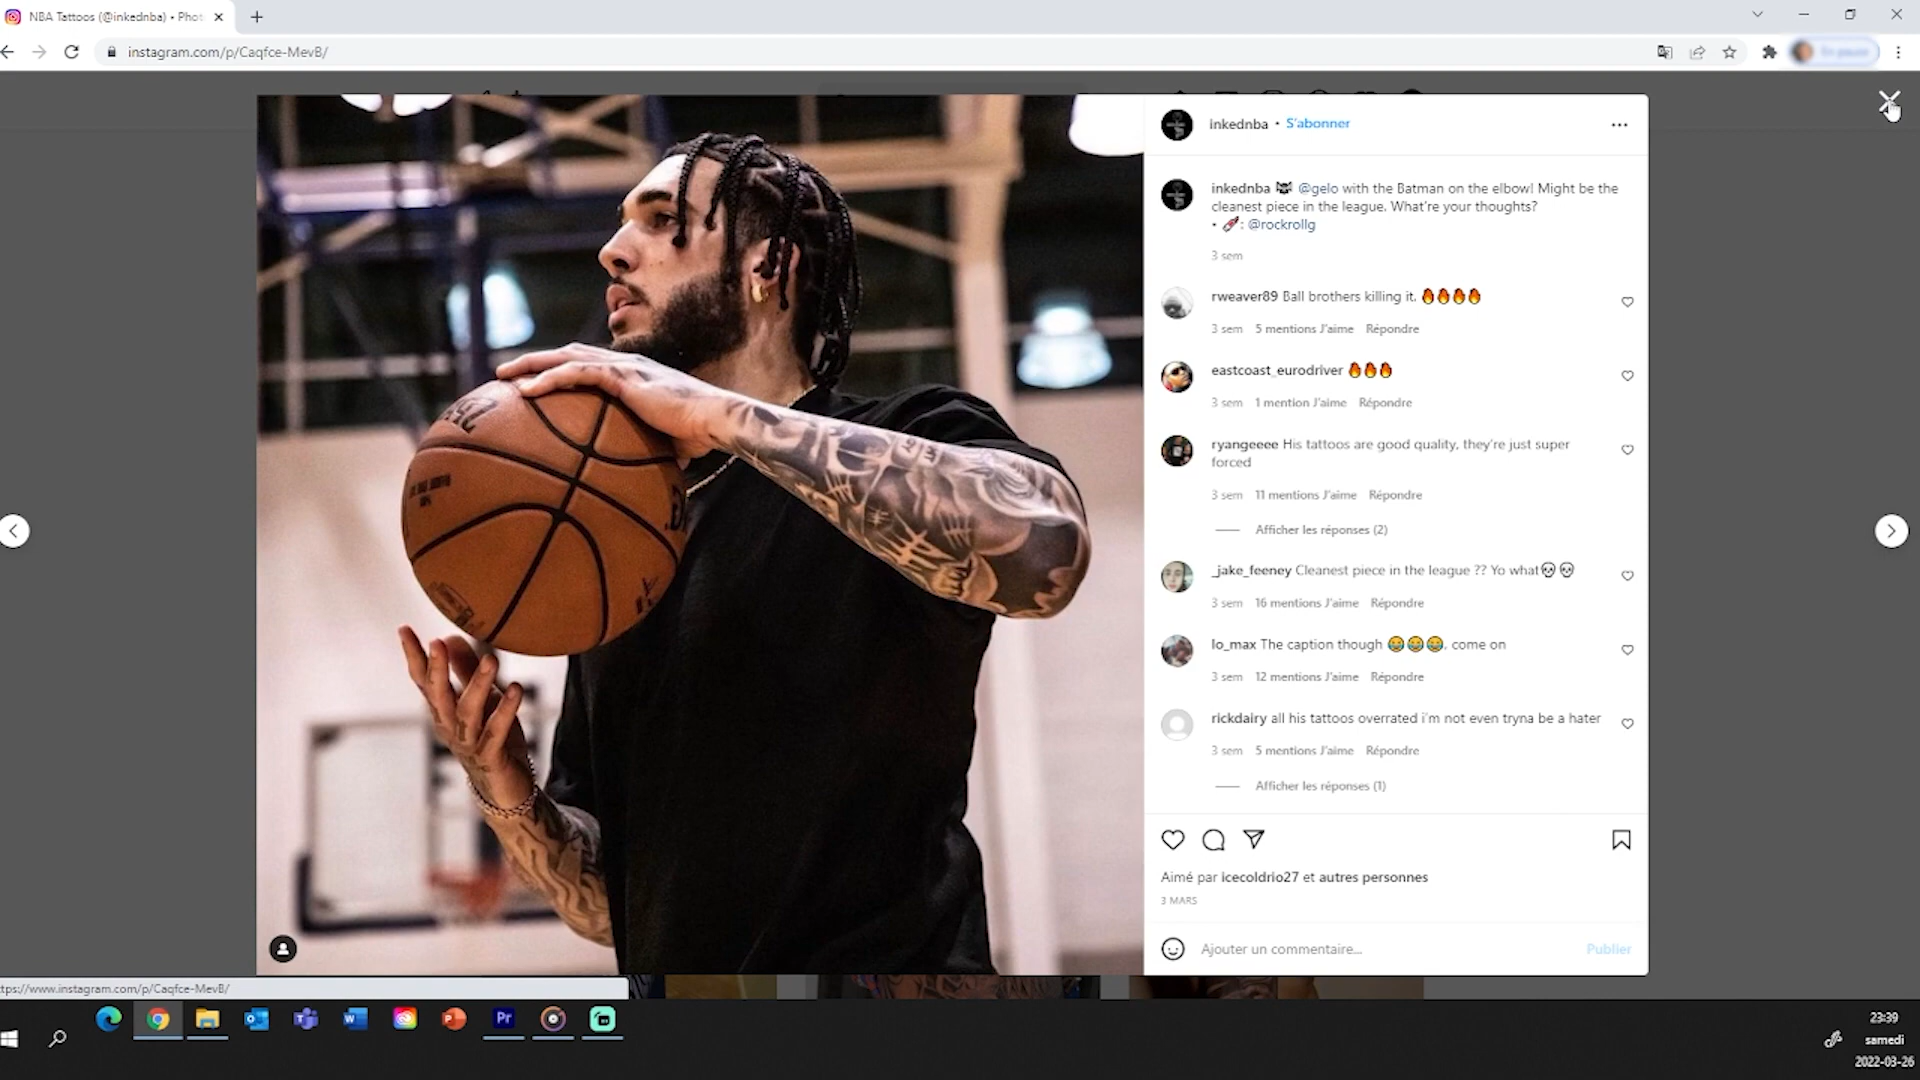 NBA Tattoos (@inkednba) • Phot
instagram.com/p/Caqfce-MevB/
En pause
inkednba • S'abonner
inkednba @gelo with the Batman on the elbow! Might be the
cleanest piece in the league. What're your thoughts?
• : @rockrollg
3 sem
rweaver89 Ball brothers killing it. 🔥🔥🔥🔥
3 sem 5 mentions J'aime Répondre
eastcoast_eurodriver 🔥🔥🔥
3 sem 1 mention J'aime Répondre
ryangeeee His tattoos are good quality, they're just super
forced
3 sem 11 mentions J'aime Répondre
Afficher les réponses (2)
_jake_feeney Cleanest piece in the league ?? Yo what💀💀
3 sem 16 mentions J'aime Répondre
lo_max The caption though 😂😂😂. come on
3 sem 12 mentions J'aime Répondre
rickdairy all his tattoos overrated i'm not even tryna be a hater
3 sem 5 mentions J'aime Répondre
Afficher les réponses (1)
Aimé par icecoldrio27 et autres personnes
3 MARS
Ajouter un commentaire... Publier
ttps://www.instagram.com/p/Caqfce-MevB/
Pr
23:39
samedi
2022-03-26